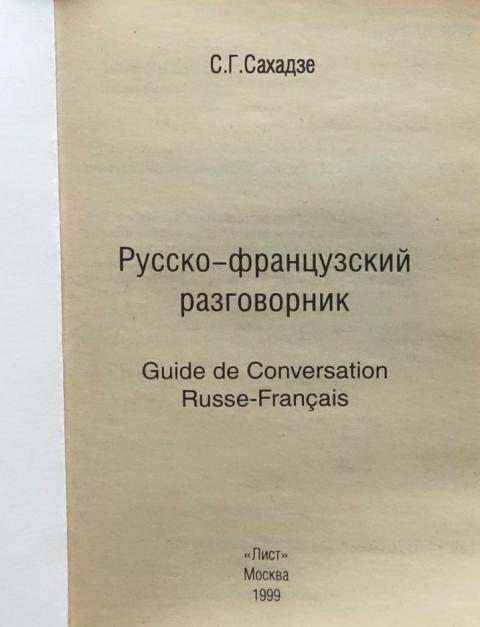 С.Г.Сахадзе
Русско-французский
разговорник
Guide de Conversation
Russe-Français
«Лист»
Москва
1999